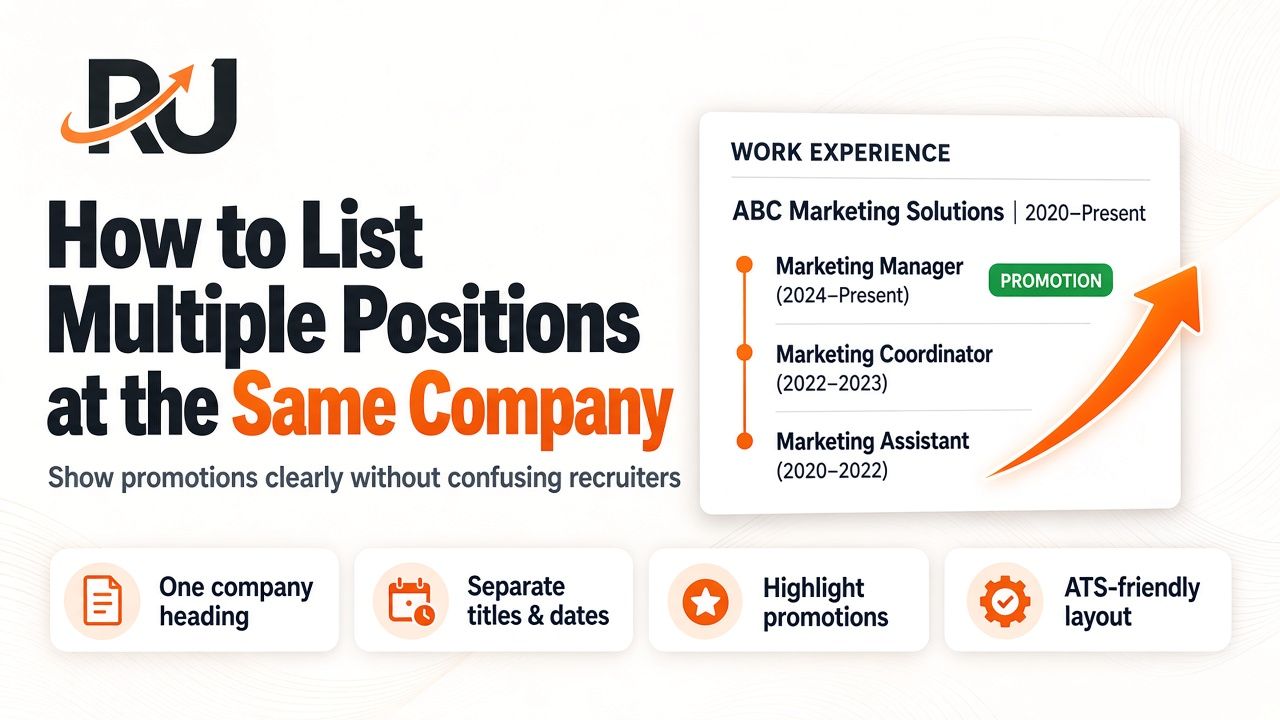 RU
How to List
Multiple Positions
at the Same Company
Show promotions clearly without confusing recruiters
WORK EXPERIENCE
ABC Marketing Solutions | 2020–Present
Marketing Manager
(2024–Present)
PROMOTION
Marketing Coordinator
(2022–2023)
Marketing Assistant
(2020–2022)
One company
heading
Separate
titles & dates
Highlight
promotions
ATS-friendly
layout